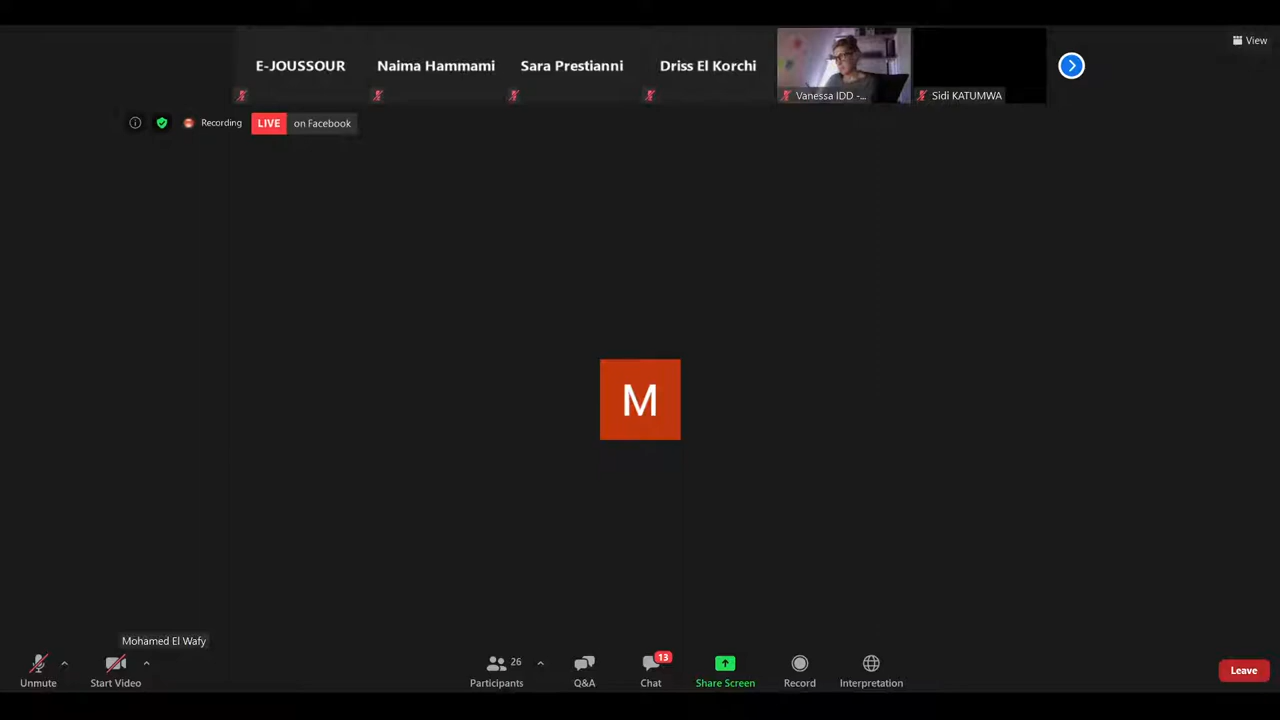 View
E-JOUSSOUR
Naima Hammami
Sara Prestianni
Driss El Korchi
Vanessa IDD -...
Sidi KATUMWA
Recording
LIVE on Facebook
M
Mohamed El Wafy
Unmute
Start Video
26
Participants
Q&A
13
Chat
Share Screen
Record
Interpretation
Leave